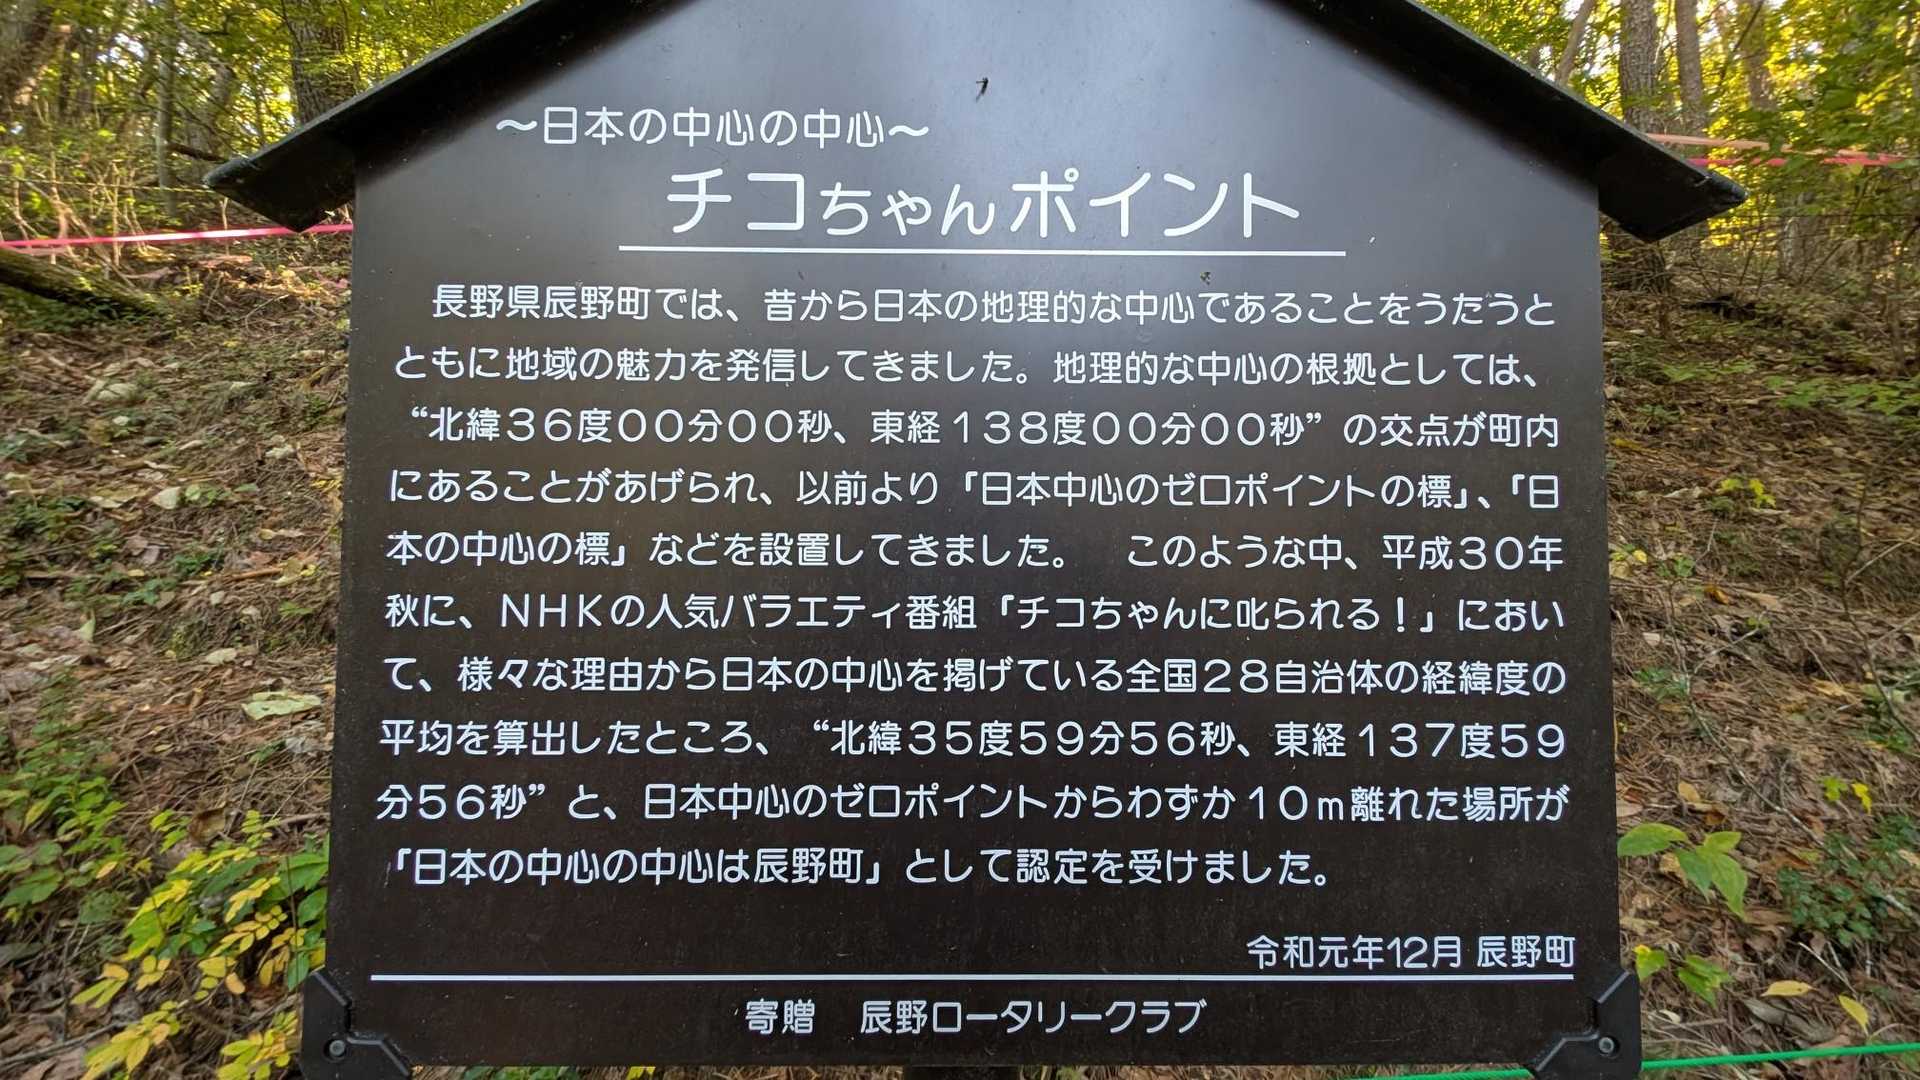 ～日本の中心の中心～
チコちゃんポイント
長野県辰野町では、昔から日本の地理的な中心であることをうたうと
ともに地域の魅力を発信してきました。地理的な中心の根拠としては、
“北緯３６度００分００秒、東経１３８度００分００秒”の交点が町内
にあることがあげられ、以前より「日本中心のゼロポイントの標」、「日
本の中心の標」などを設置してきました。　このような中、平成３０年
秋に、ＮＨＫの人気バラエティ番組「チコちゃんに叱られる！」におい
て、様々な理由から日本の中心を掲げている全国２８自治体の経緯度の
平均を算出したところ、“北緯３５度５９分５６秒、東経１３７度５９
分５６秒”と、日本中心のゼロポイントからわずか１０ｍ離れた場所が
「日本の中心の中心は辰野町」として認定を受けました。
令和元年12月 辰野町
寄贈　辰野ロータリークラブ